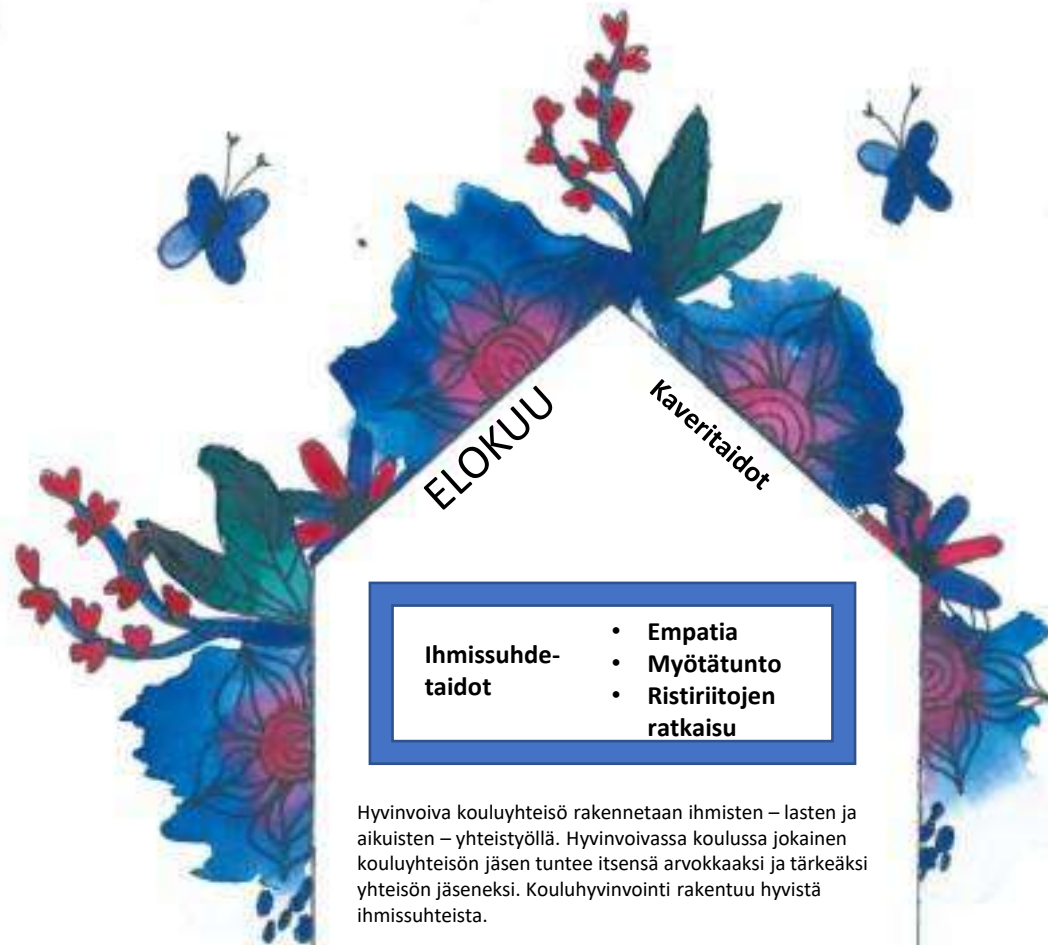 ELOKUU
Kaveritaidot
Ihmissuhde-
taidot
• Empatia
• Myötätunto
• Ristiriitojen
ratkaisu
Hyvinvoiva kouluyhteisö rakennetaan ihmisten – lasten ja
aikuisten – yhteistyöllä. Hyvinvoivassa koulussa jokainen
kouluyhteisön jäsen tuntee itsensä arvokkaaksi ja tärkeäksi
yhteisön jäseneksi. Kouluhyvinvointi rakentuu hyvistä
ihmissuhteista.